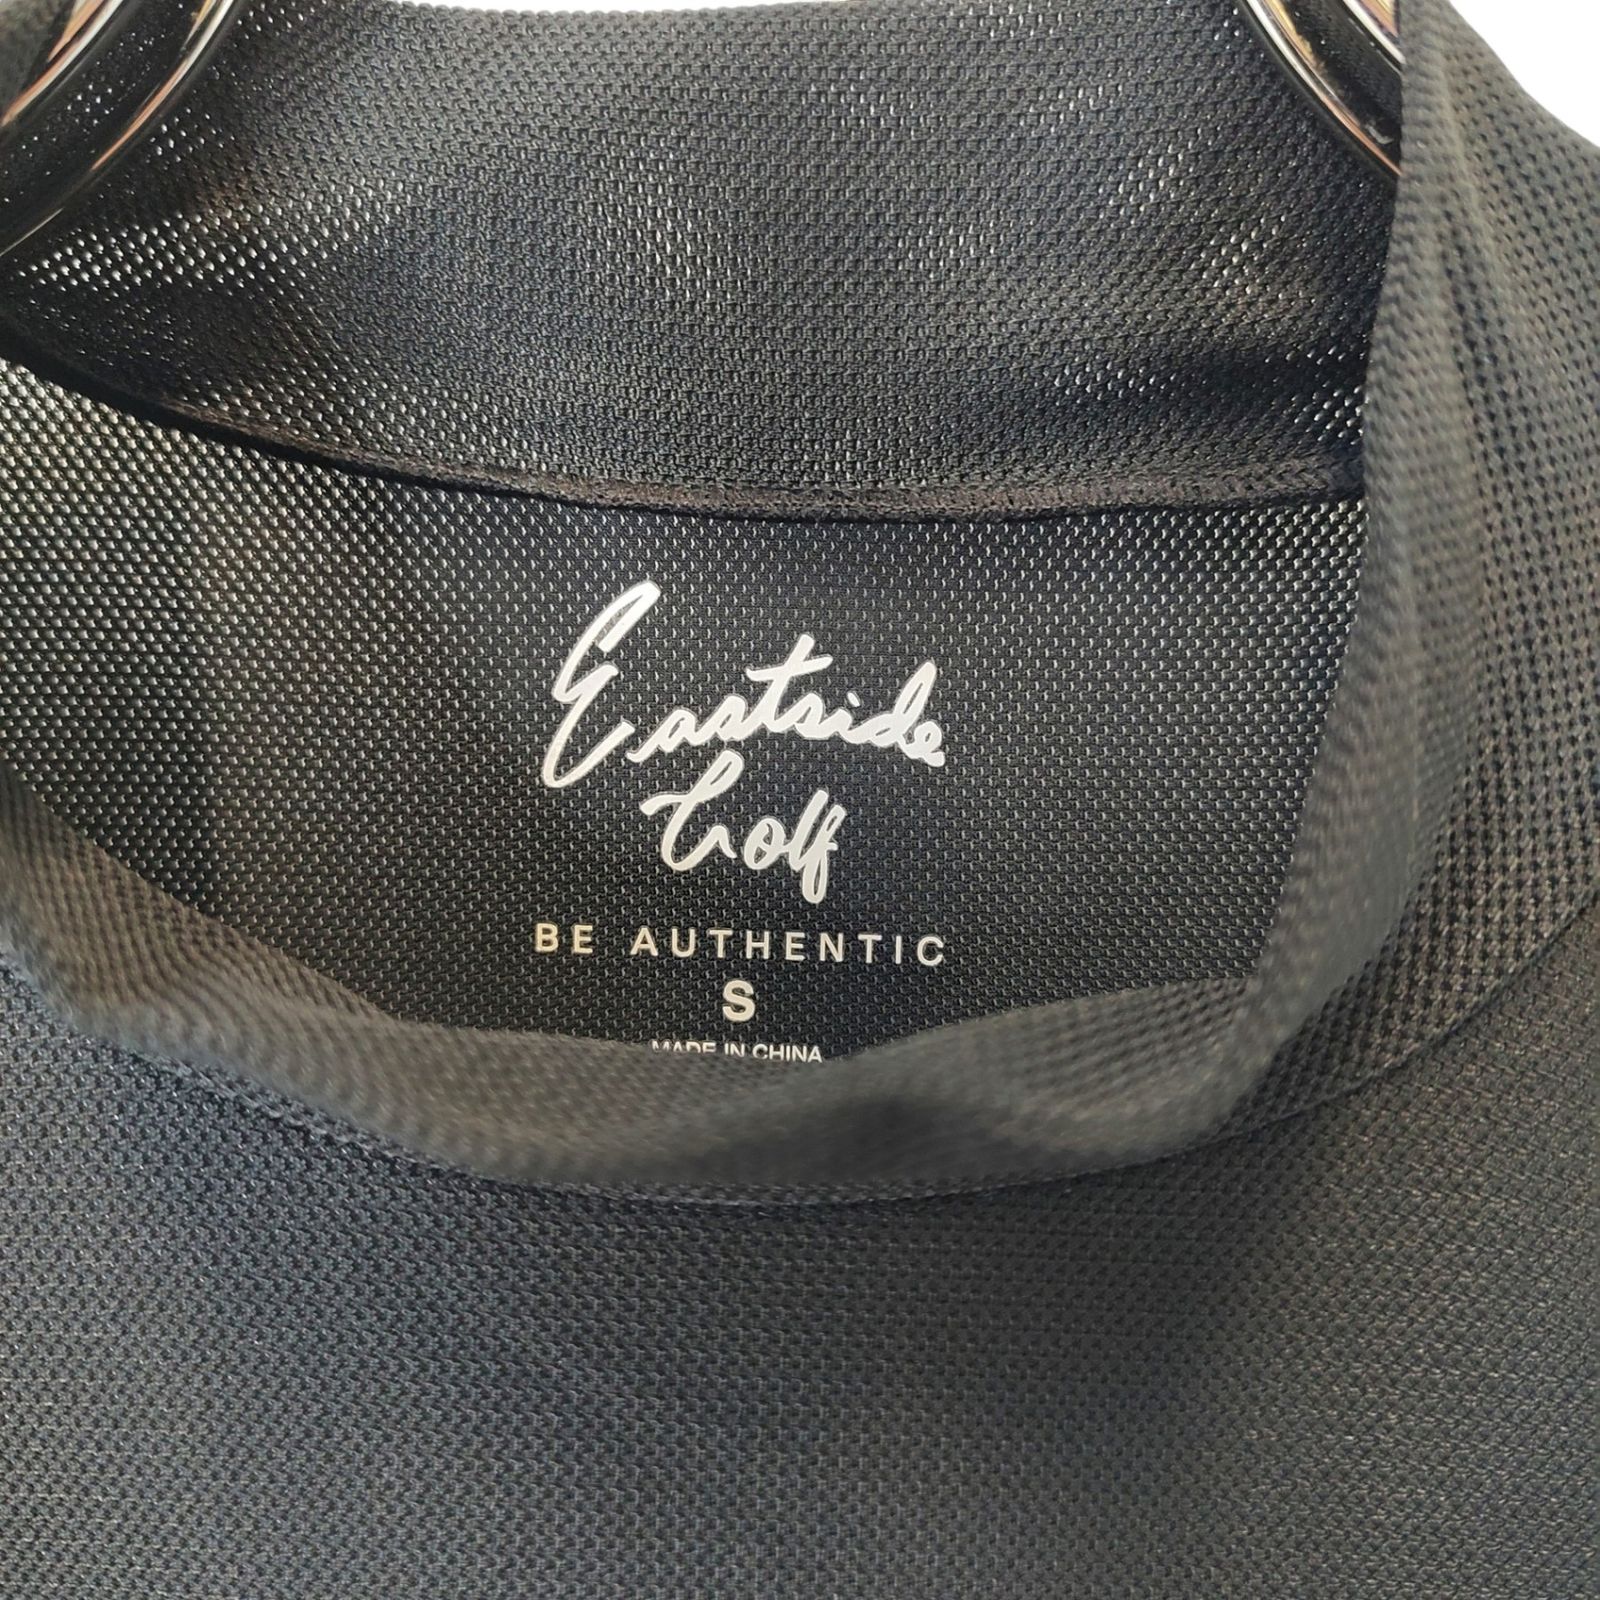 Eastside
Golf
BE AUTHENTIC
S
MADE IN CHINA